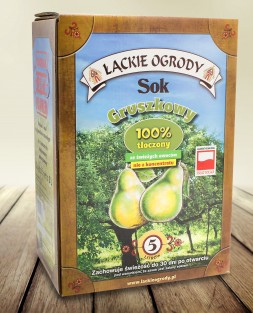 ŁĄCKIE OGRODY
Sok
Gruszkowy
100%
tłoczony
ze świeżych owoców
nie z koncentratu
5
Zachowuje świeżość do 30 dni po otwarciu
www.lackieogrody.pl